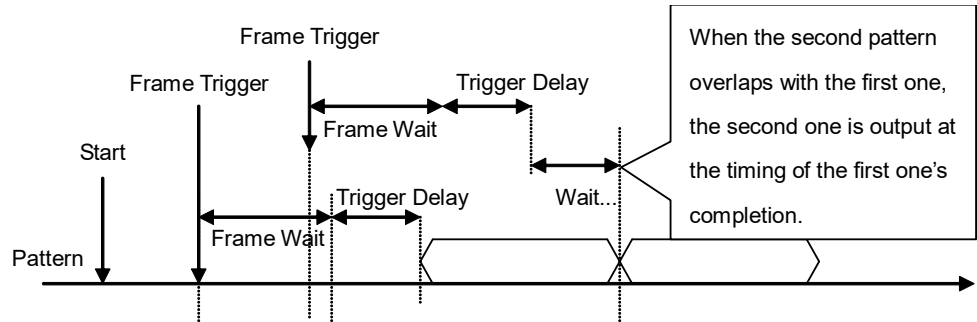 Frame Trigger
Frame Trigger
Start
Trigger Delay
Frame Wait
Wait...
Trigger Delay
Frame Wait
Pattern
When the second pattern
overlaps with the first one,
the second one is output at
the timing of the first one’s
completion.